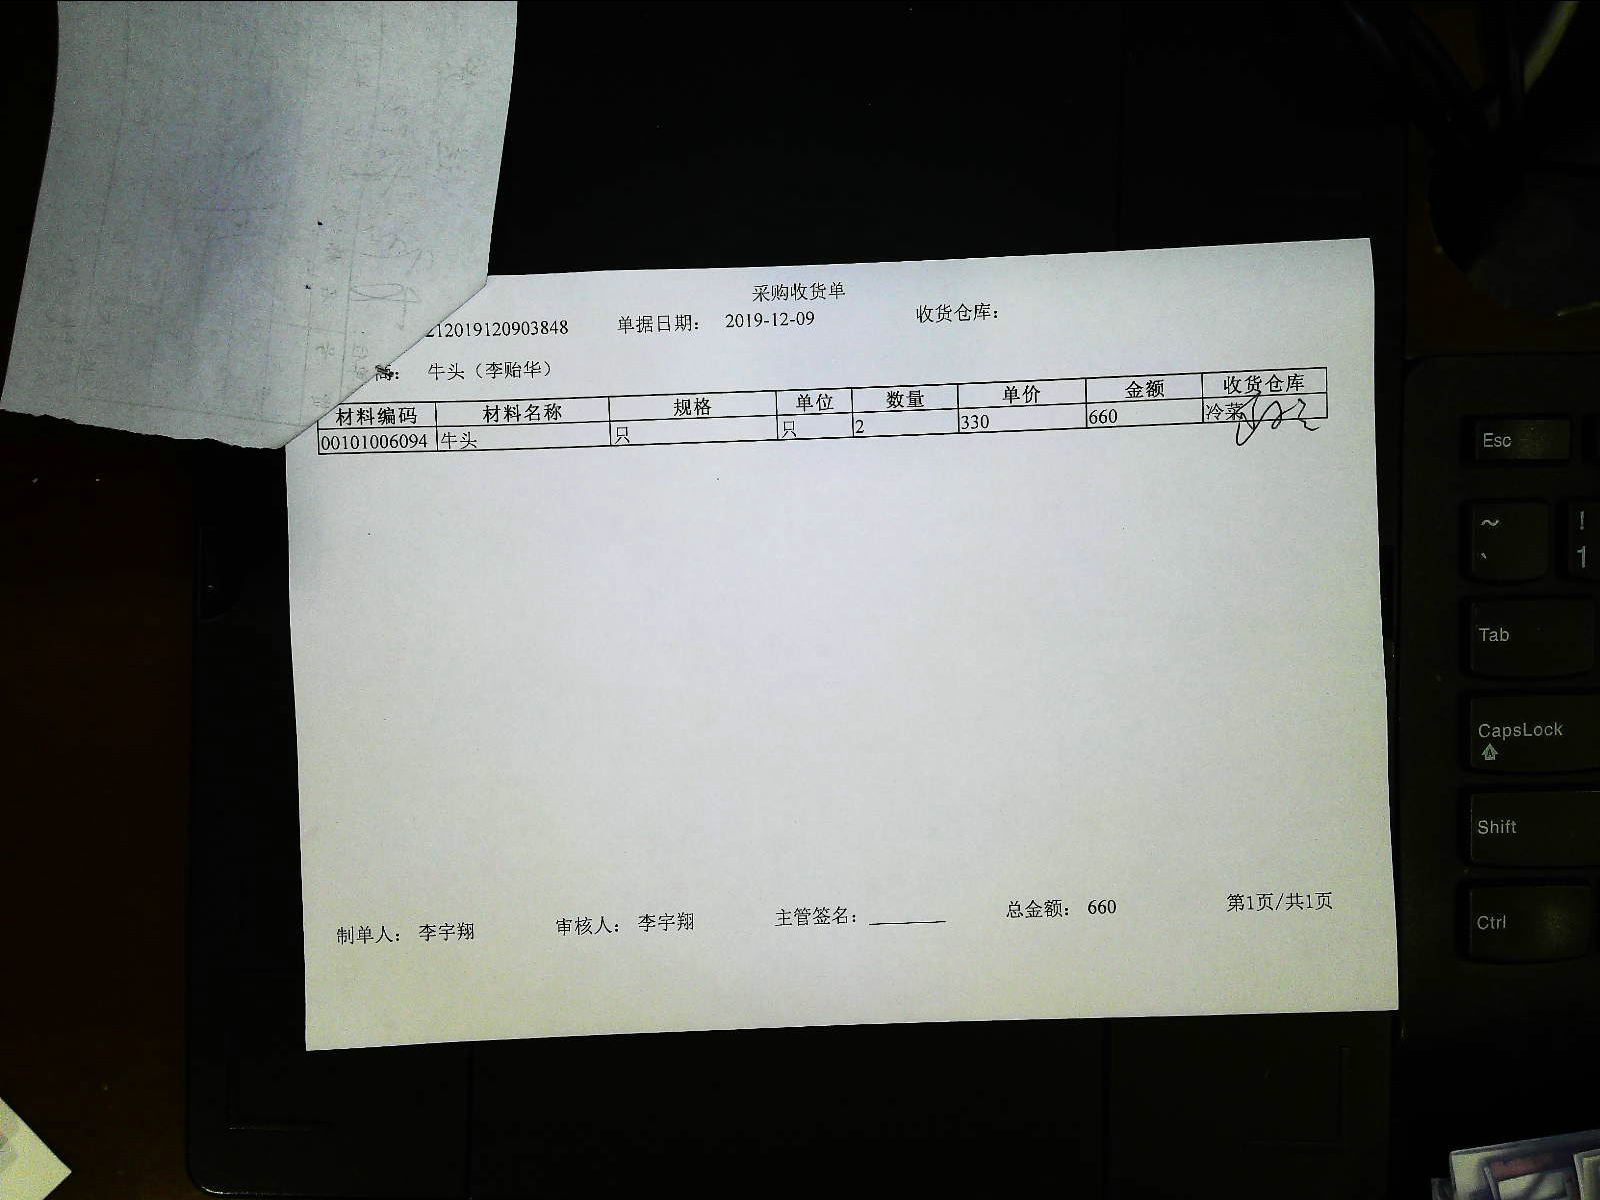 采购收货单
212019120903848 单据日期: 2019-12-09 收货仓库:
商: 牛头（李贻华）
材料编码 材料名称 规格 单位 数量 单价 金额 收货仓库
00101006094 牛头 只 只 2 330 660 冷菜
制单人: 李宇翔 审核人: 李宇翔 主管签名: 总金额: 660 第1页/共1页
Esc
~ !
` 1
Tab
CapsLock
Shift
Ctrl